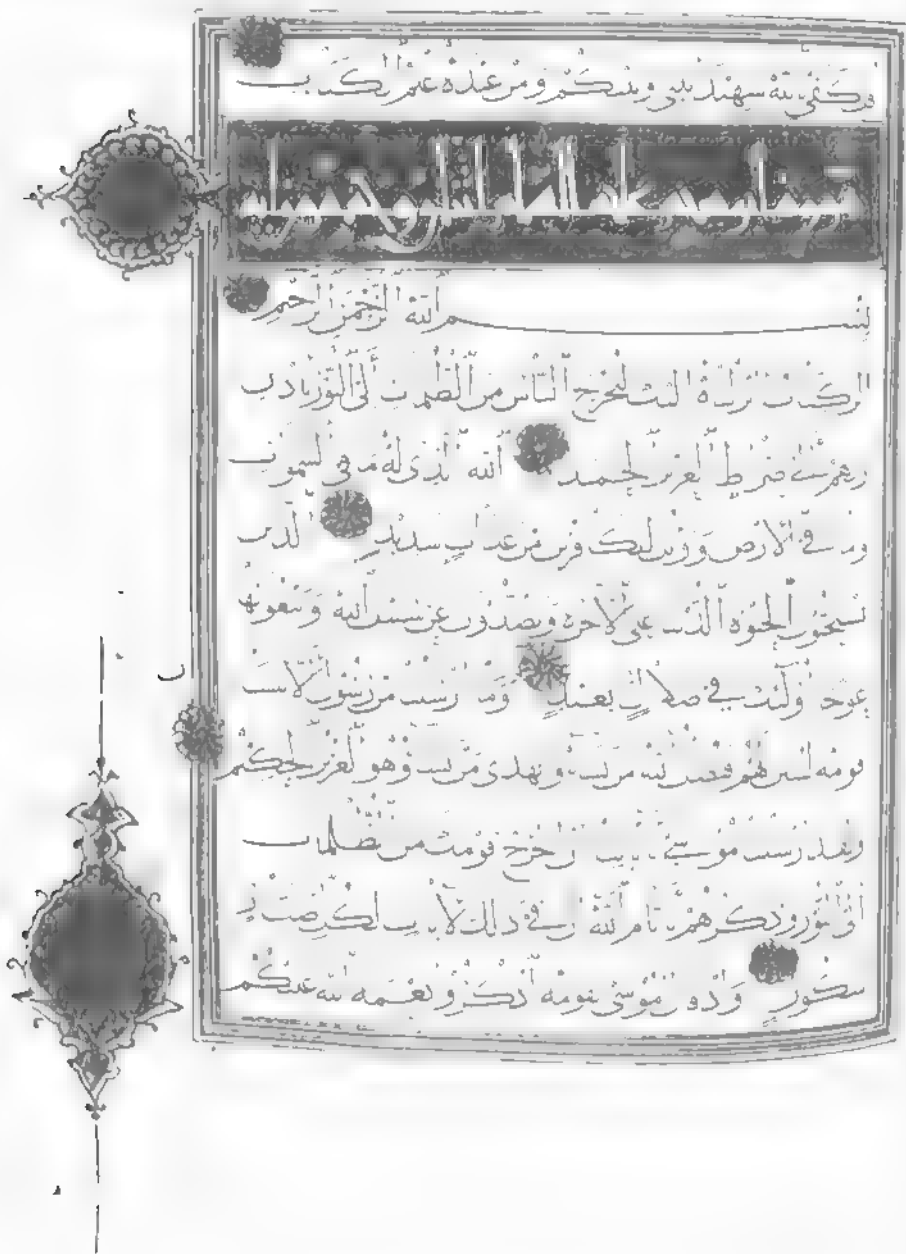 قل كفى بالله شهيدا بيني وبينكم ومن عنده علم الكتاب
بسم الله الرحمن الرحيم
الر كتاب انزلناه اليك لتخرج الناس من الظلمات الى النور باذن
ربهم الى صراط العزيز الحميد الله الذي له ما في السموات
وما في الارض وويل للكافرين من عذاب شديد الذين
يستحبون الحيوة الدنيا على الاخرة ويصدون عن سبيل الله ويبغونها
عوجا اولئك في ضلال بعيد وما ارسلنا من رسول الا بلسان
قومه ليبين لهم فيضل الله من يشاء ويهدي من يشاء وهو العزيز الحكيم
ولقد ارسلنا موسى باياتنا ان اخرج قومك من الظلمات
الى النور وذكرهم بايام الله ان في ذلك لايات لكل صبار
شكور واذ قال موسى لقومه اذكروا نعمة الله عليكم